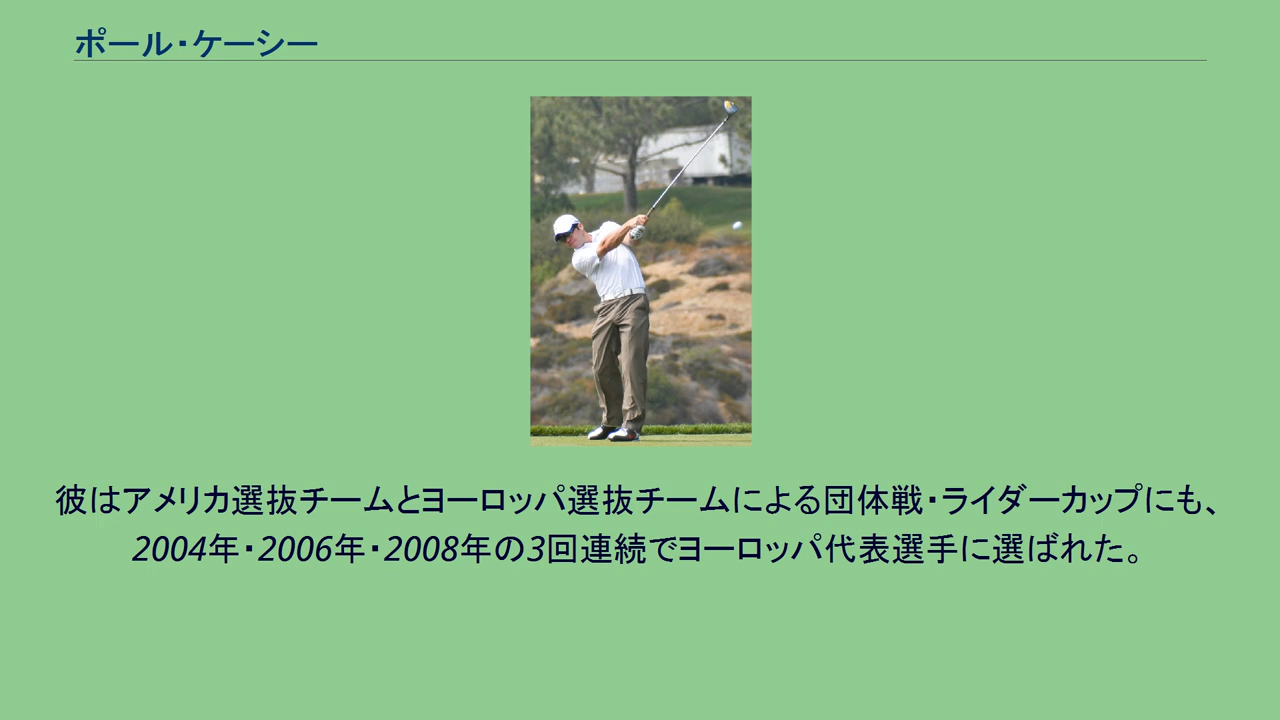 ポール・ケーシー
彼はアメリカ選抜チームとヨーロッパ選抜チームによる団体戦・ライダーカップにも、
2004年・2006年・2008年の3回連続でヨーロッパ代表選手に選ばれた。